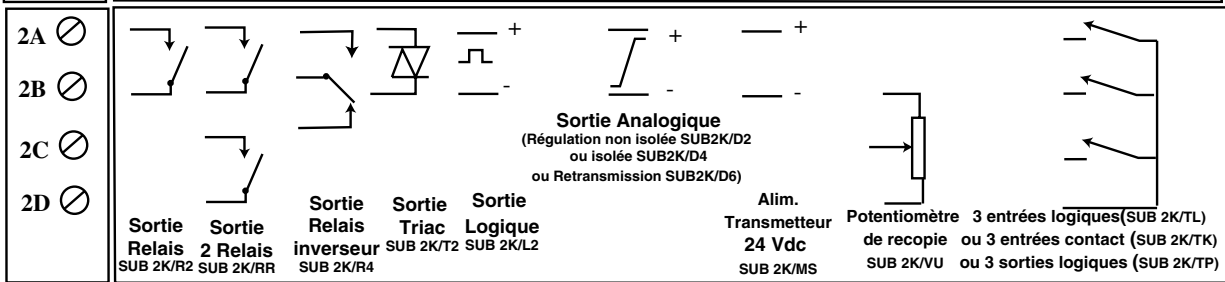 2A
2B
2C
2D
Sortie
Relais
SUB 2K/R2
Sortie
2 Relais
SUB 2K/RR
Sortie
Relais
inverseur
SUB 2K/R4
Sortie
Triac
SUB 2K/T2
+
-
Sortie
Logique
SUB 2K/L2
+
-
Sortie Analogique
(Régulation non isolée SUB2K/D2
ou isolée SUB2K/D4
ou Retransmission SUB2K/D6)
+
-
Alim.
Transmetteur
24 Vdc
SUB 2K/MS
Potentiomètre
de recopie
SUB 2K/VU
3 entrées logiques(SUB 2K/TL)
ou 3 entrées contact (SUB 2K/TK)
ou 3 sorties logiques (SUB 2K/TP)